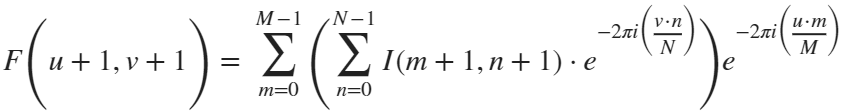 F(u + 1, v + 1) = \sum_{m=0}^{M-1} \left( \sum_{n=0}^{N-1} I(m + 1, n + 1) \cdot e^{-2\pi i \left( \frac{v \cdot n}{N} \right)} \right) e^{-2\pi i \left( \frac{u \cdot m}{M} \right)}